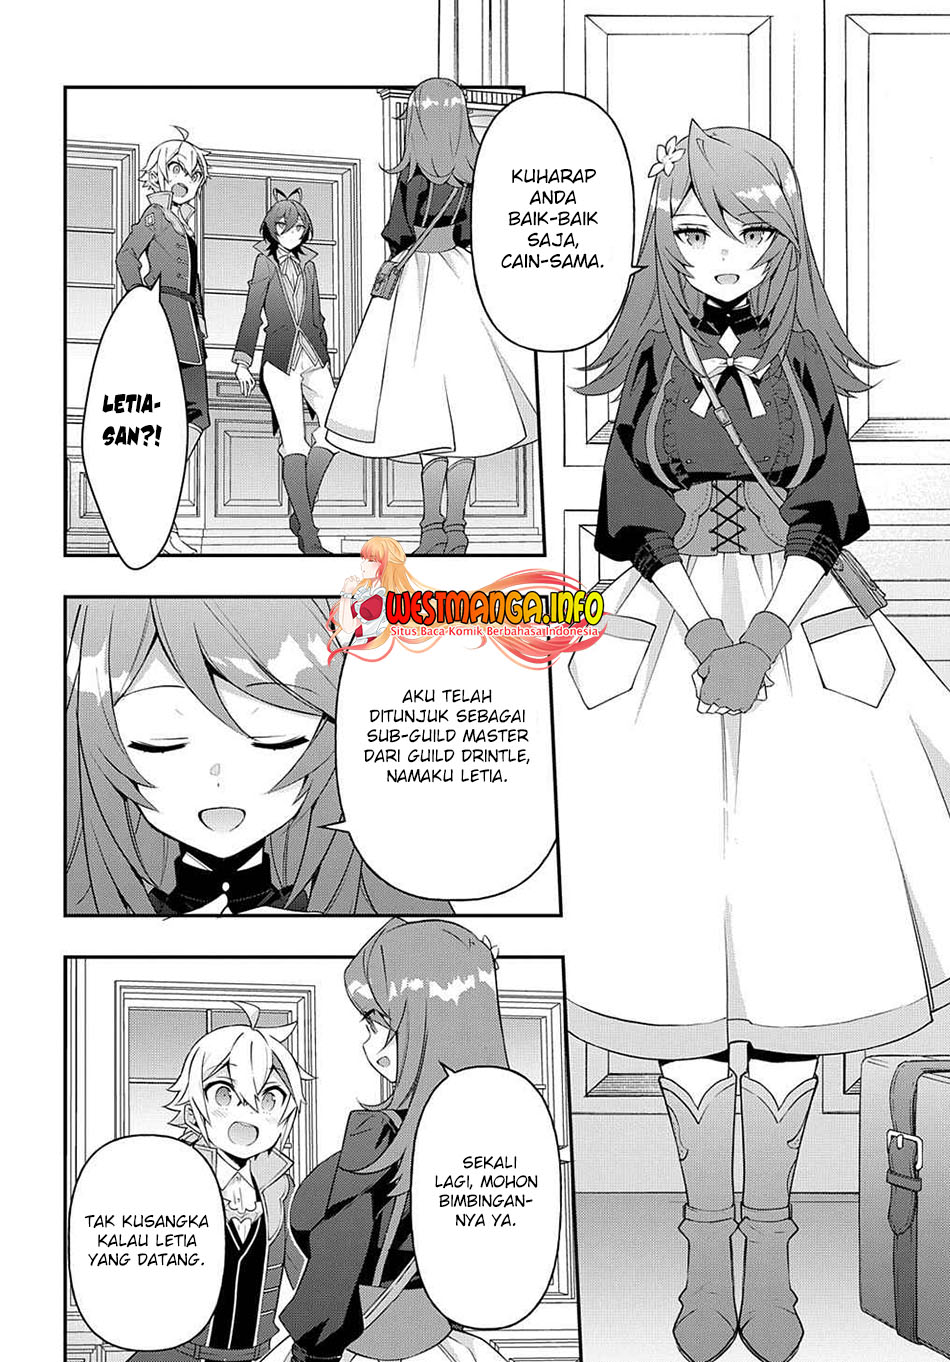 KUHARAP
ANDA
BAIK-BAIK
SAJA,
CAIN-SAMA.
LETIA-
SAN?!
WESTMANGA.INFO
Situs Baca Komik Berbahasa Indonesia
AKU TELAH
DITUNJUK SEBAGAI
SUB-GUILD MASTER
DARI GUILD DRINTLE,
NAMAKU LETIA.
SEKALI
LAGI, MOHON
BIMBINGAN-
NYA YA.
TAK KUSANGKA
KALAU LETIA
YANG DATANG.